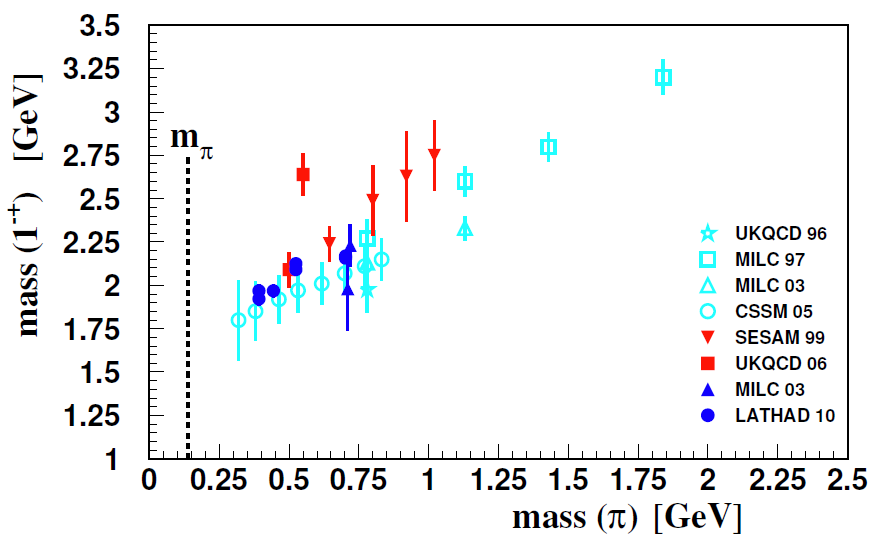 3.5
3.25
3
2.75
2.5
2.25
2
1.75
1.5
1.25
1
mass (1⁻⁺) [GeV]
mπ
UKQCD 96
MILC 97
MILC 03
CSSM 05
SESAM 99
UKQCD 06
MILC 03
LATHAD 10
0 0.25 0.5 0.75 1 1.25 1.5 1.75 2 2.25 2.5
mass (π) [GeV]